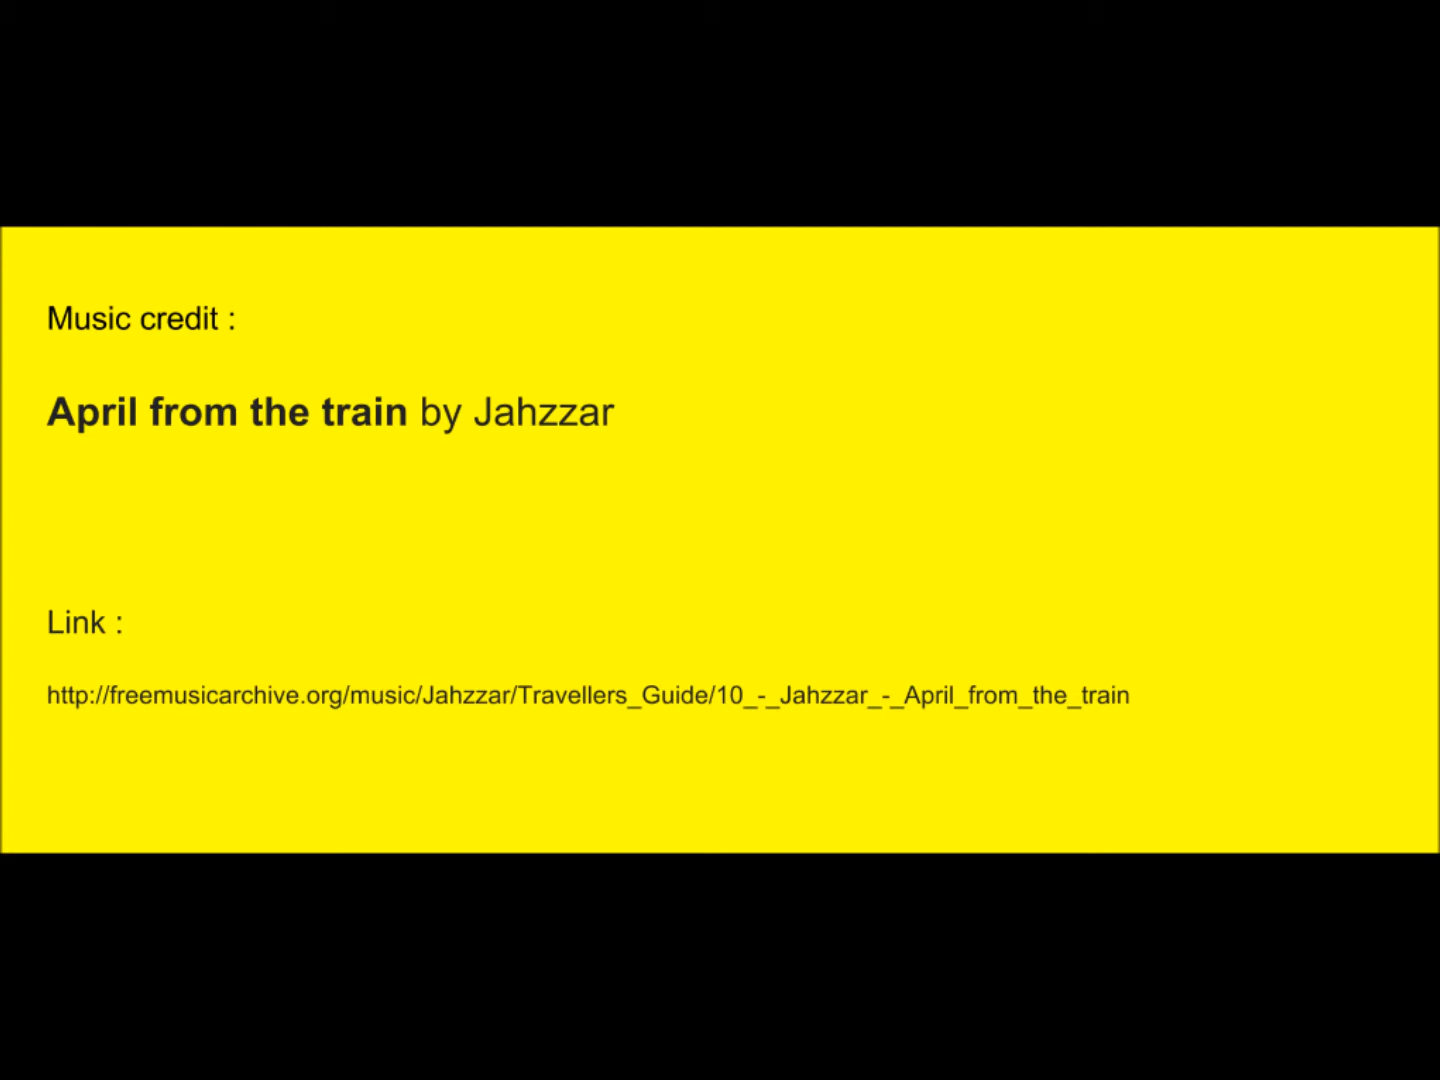 Music credit :
April from the train by Jahzzar
Link :
http://freemusicarchive.org/music/Jahzzar/Travellers_Guide/10_-_Jahzzar_-_April_from_the_train